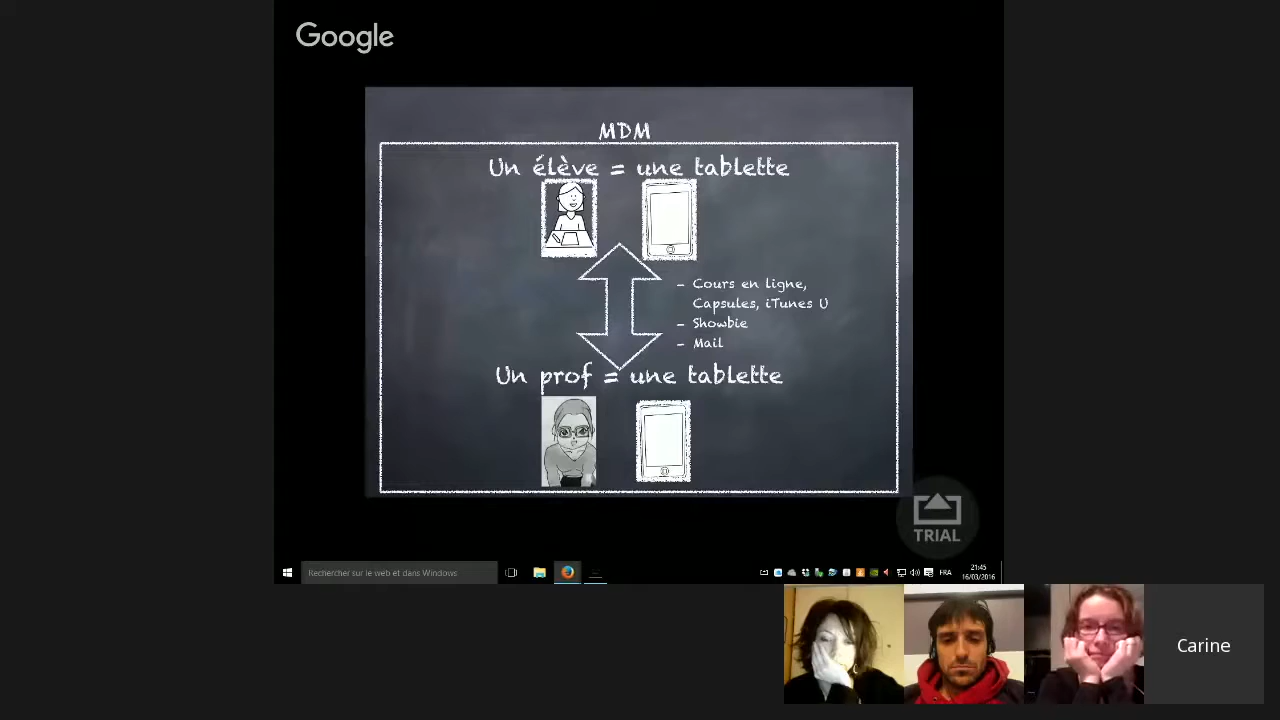 Google
MDM
Un élève = une tablette
- Cours en ligne,
Capsules, iTunes U
- Showbie
- Mail
Un prof = une tablette
TRIAL
Rechercher sur le web et dans Windows
FRA
21:45
16/03/2016
Carine